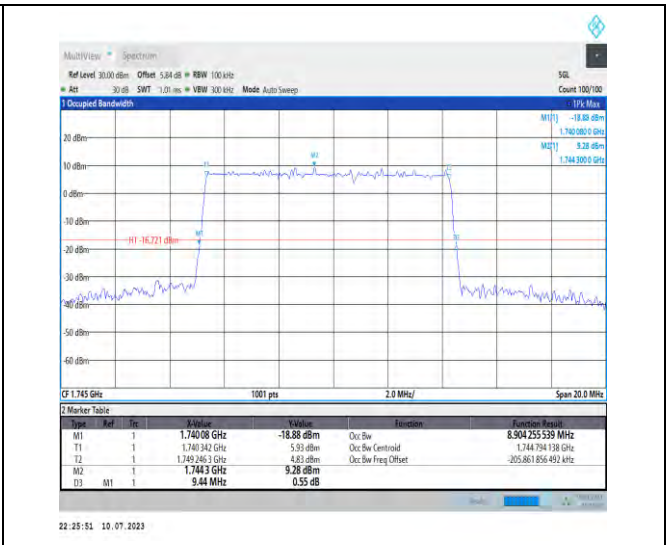 MultiView Spectrum
Ref Level 30.00 dBm Offset 5.84 dB RBW 100 kHz SGL
Att 30 dB SWT 1.01 ms VBW 300 kHz Mode Auto Sweep Count 100/100
1 Occupied Bandwidth 1Pk Max
M1[1] -18.88 dBm
1.740 080 0 GHz
M2[1] 9.28 dBm
1.744 300 0 GHz
20 dBm
10 dBm
0 dBm
-10 dBm
H1 -16.721 dBm
-20 dBm
-30 dBm
-40 dBm
-50 dBm
-60 dBm
M2
M1
CF 1.745 GHz 1001 pts 2.0 MHz/ Span 20.0 MHz
2 Marker Table
Type Ref Trc X-Value Y-Value Function Function Result
M1 1 1.740 08 GHz -18.88 dBm Occ Bw 8.904 255 539 MHz
T1 1 1.740 342 GHz 5.93 dBm Occ Bw Centroid 1.744 794 138 GHz
T2 1 1.749 246 3 GHz 4.83 dBm Occ Bw Freq Offset -205.861 856 492 kHz
M2 1 1.744 3 GHz 9.28 dBm
D3 M1 1 9.44 MHz 0.55 dB
22:25:51 10.07.2023